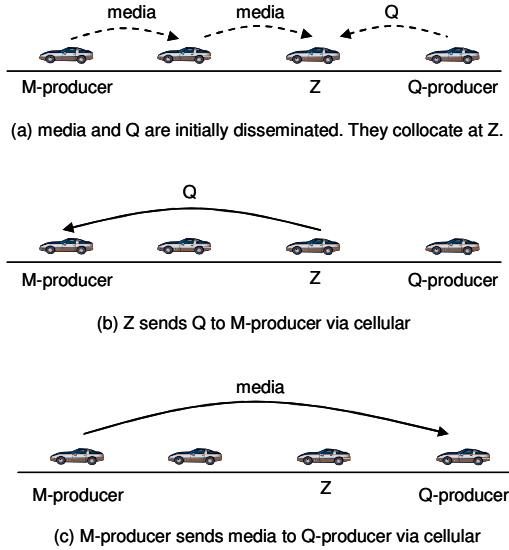 media media Q
M-producer Z Q-producer
(a) media and Q are initially disseminated. They collocate at Z.
Q
M-producer Z Q-producer
(b) Z sends Q to M-producer via cellular
media
M-producer Z Q-producer
(c) M-producer sends media to Q-producer via cellular